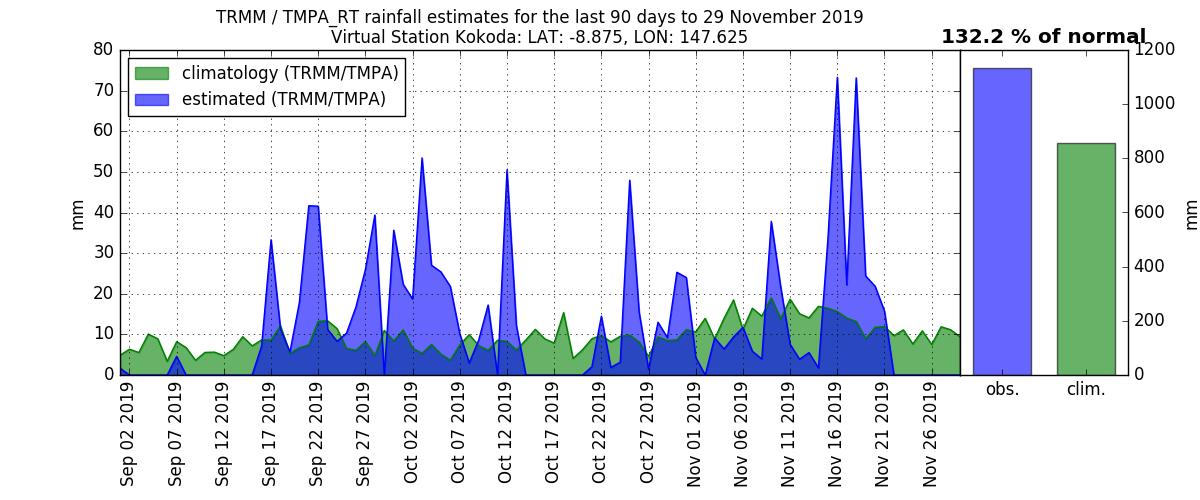 TRMM / TMPA_RT rainfall estimates for the last 90 days to 29 November 2019
Virtual Station Kokoda: LAT: -8.875, LON: 147.625
132.2 % of normal
climatology (TRMM/TMPA)
estimated (TRMM/TMPA)
mm
80
70
60
50
40
30
20
10
0
Sep 02 2019
Sep 07 2019
Sep 12 2019
Sep 17 2019
Sep 22 2019
Sep 27 2019
Oct 02 2019
Oct 07 2019
Oct 12 2019
Oct 17 2019
Oct 22 2019
Oct 27 2019
Nov 01 2019
Nov 06 2019
Nov 11 2019
Nov 16 2019
Nov 21 2019
Nov 26 2019
obs.
clim.
1200
1000
800
600
400
200
0
mm